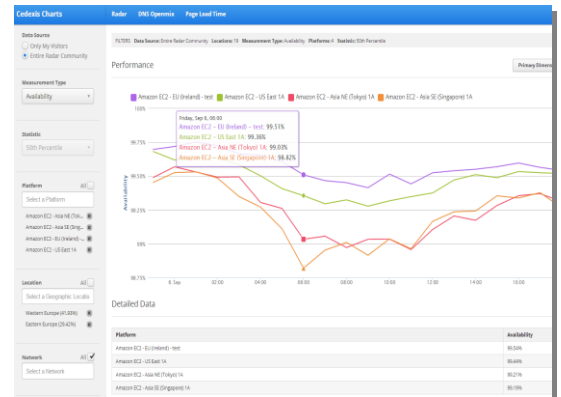 Cedexis Charts
Radar DNS Openmix Page Load Time
Data Source
Only My Visitors
Entire Radar Community
Measurement Type
Availability
Statistic
50th Percentile
Platform All
Select a Platform
Amazon EC2 - Asia NE (Tok...
Amazon EC2 - Asia SE (Sing...
Amazon EC2 - EU (Ireland) -...
Amazon EC2 - US East 1A
Location All
Select a Geographic Locatio
Western Europe
Eastern Europe
Network All
Select a Network
FILTERS Data Source: Entire Radar Community Locations: Measurement Type: Availability Platforms: 4 Statistic: 50th Percentile
Performance
Primary Dimens
Amazon EC2 - EU (Ireland) - test Amazon EC2 - US East 1A Amazon EC2 - Asia NE (Tokyo) 1A Amazon EC2 - Asia SE (Singapore) 1A
100%
99.75%
99.50%
99.25%
99%
98.75%
Availability
Friday, Sep 6, 06:00
Amazon EC2 - EU (Ireland) - test: 99.51%
Amazon EC2 - US East 1A: 99.36%
Amazon EC2 - Asia NE (Tokyo) 1A: 99.03%
Amazon EC2 - Asia SE (Singapore) 1A: 98.82%
6. Sep 02:00 04:00 06:00 08:00 10:00 12:00 14:00 16:00
Detailed Data
Platform Availability
Amazon EC2 - EU (Ireland) - test
Amazon EC2 - US East 1A
Amazon EC2 - Asia NE (Tokyo) 1A
Amazon EC2 - Asia SE (Singapore) 1A